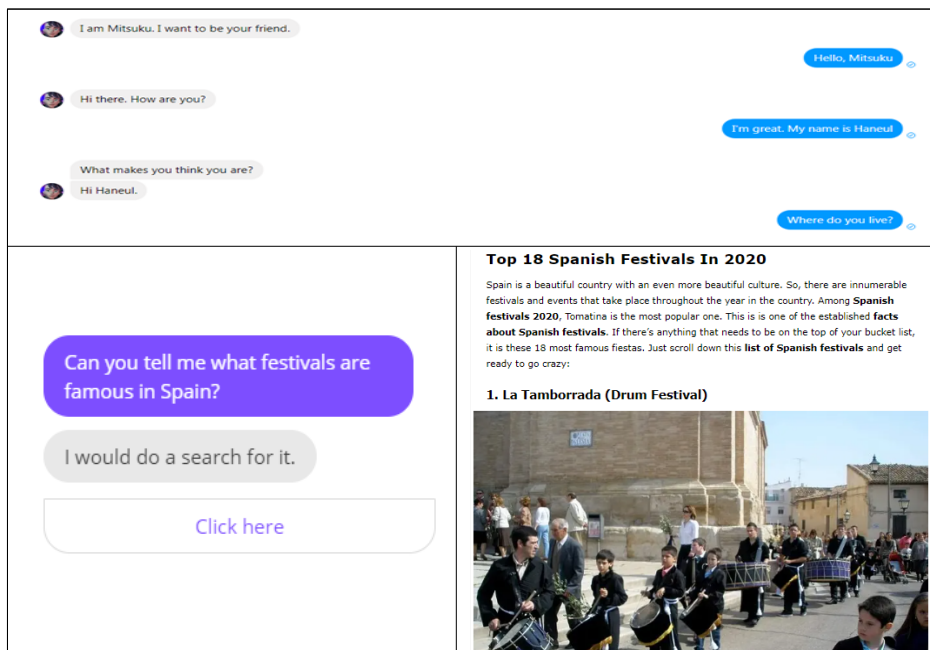 I am Mitsuku. I want to be your friend.
Hello, Mitsuku
Hi there. How are you?
I'm great. My name is Haneul
What makes you think you are?
Hi Haneul.
Where do you live?
Can you tell me what festivals are
famous in Spain?
I would do a search for it.
Click here
Top 18 Spanish Festivals In 2020
Spain is a beautiful country with an even more beautiful culture. So, there are innumerable
festivals and events that take place throughout the year in the country. Among Spanish
festivals 2020, Tomatina is the most popular one. This is is one of the established facts
about Spanish festivals. If there's anything that needs to be on the top of your bucket list,
it is these 18 most famous fiestas. Just scroll down this list of Spanish festivals and get
ready to go crazy:
1. La Tamborrada (Drum Festival)